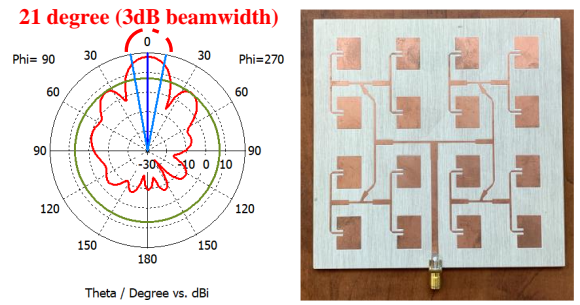 21 degree (3dB beamwidth)
Phi= 90 30 0 30 Phi=270
60 60
90 -30 -10 0 10 90
120 120
150 180 150
Theta / Degree vs. dBi